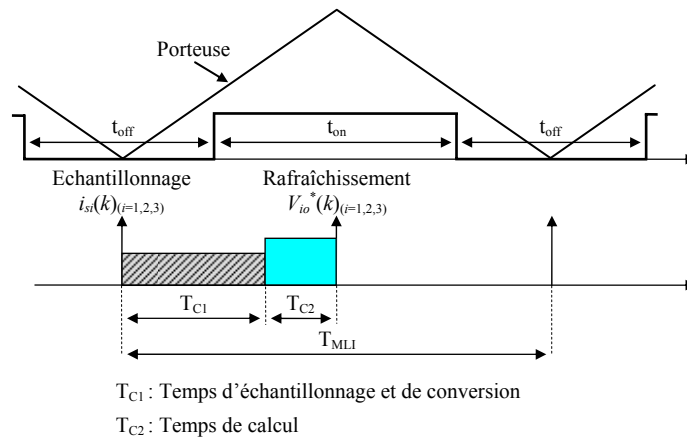 Porteuse
t_off t_on t_off
Echantillonnage Rafraîchissement
i_si(k)_(i=1,2,3) V_io*(k)_(i=1,2,3)
T_C1 T_C2
T_MLI
T_C1 : Temps d'échantillonnage et de conversion
T_C2 : Temps de calcul